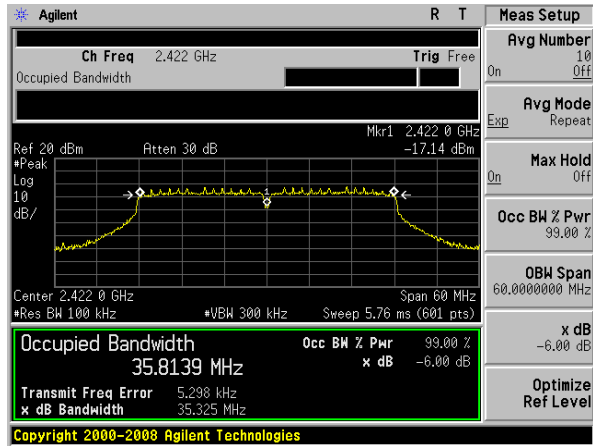 Agilent R T Meas Setup
Ch Freq 2.422 GHz Trig Free
Occupied Bandwidth
Mkr1 2.422 0 GHz
Ref 20 dBm Atten 30 dB -17.14 dBm
#Peak
Log
10
dB/
1
Center 2.422 0 GHz Span 60 MHz
#Res BW 100 kHz #VBW 300 kHz Sweep 5.76 ms (601 pts)
Occupied Bandwidth Occ BW % Pwr 99.00 %
35.8139 MHz x dB -6.00 dB
Transmit Freq Error 5.298 kHz
x dB Bandwidth 35.325 MHz
Copyright 2000-2008 Agilent Technologies
Avg Number
10
On Off
Avg Mode
Exp Repeat
Max Hold
On Off
Occ BW % Pwr
99.00 %
OBW Span
60.0000000 MHz
x dB
-6.00 dB
Optimize
Ref Level